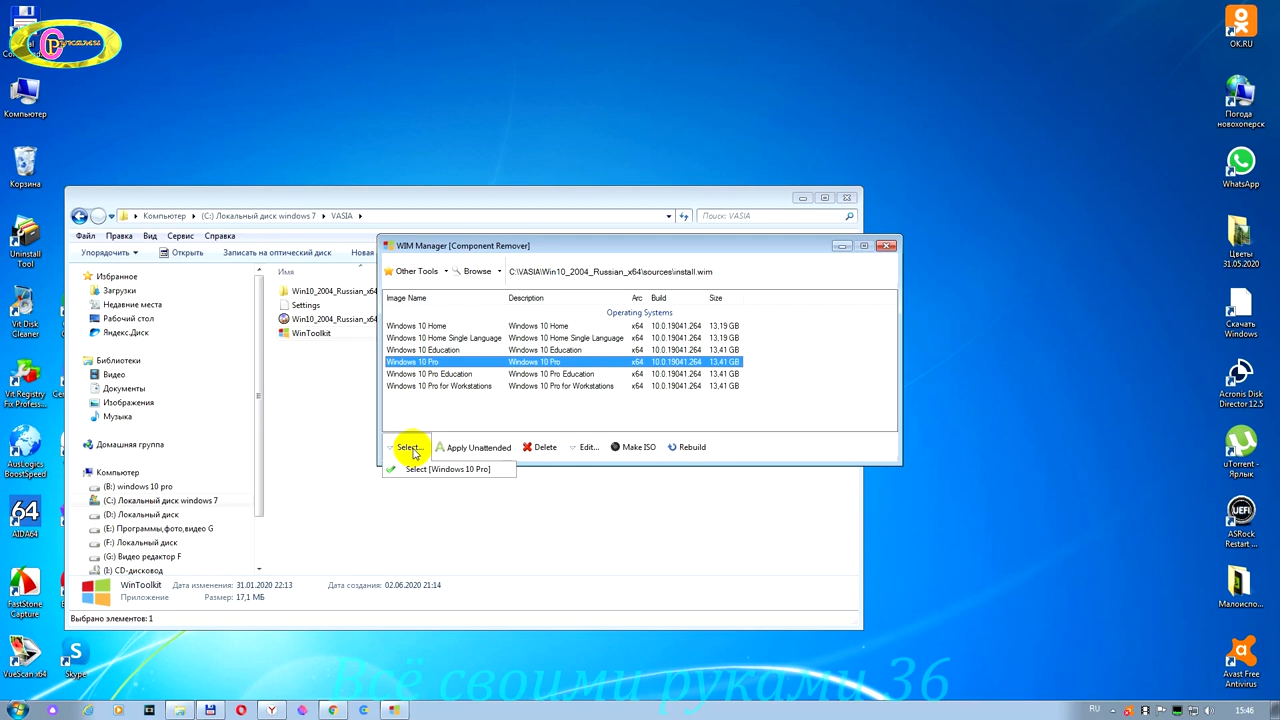 Руками
Компьютер
Корзина
Uninstall
Tool
Vit Disk
Cleaner
Vit Registry
Fix Profess...
AusLogics
BoostSpeed
AIDA64
FastStone
Capture
VueScan x64
Skype
OK.RU
Погода
новохоперск
WhatsApp
Цветы
31.05.2020
Скачать
Windows
Acronis Disk
Director 12.5
uTorrent -
Ярлык
ASRock
Restart ...
Малоиспо...
Avast Free
Antivirus
Компьютер
(C:) Локальный диск windows 7
VASIA
Поиск: VASIA
Файл Правка Вид Сервис Справка
Упорядочить Открыть Записать на оптический диск Новая
Имя
Избранное
Загрузки
Недавние места
Рабочий стол
Яндекс.Диск
Библиотеки
Видео
Документы
Изображения
Музыка
Домашняя группа
Компьютер
(B:) windows 10 pro
(C:) Локальный диск windows 7
(D:) Локальный диск
(E:) Программы,фото,видео G
(F:) Локальный диск
(G:) Видео редактор F
(I:) CD-дисковод
Win10_2004_Russian_x64
Settings
Win10_2004_Russian_x64
WinToolkit
WinToolkit Дата изменения: 31.01.2020 22:13 Дата создания: 02.06.2020 21:14
Приложение Размер: 17,1 МБ
Выбрано элементов: 1
WIM Manager [Component Remover]
Other Tools Browse C:\VASIA\Win10_2004_Russian_x64\sources\install.wim
Image Name Description Arc Build Size
Operating Systems
Windows 10 Home Windows 10 Home x64 10.0.19041.264 13,19 GB
Windows 10 Home Single Language Windows 10 Home Single Language x64 10.0.19041.264 13,19 GB
Windows 10 Education Windows 10 Education x64 10.0.19041.264 13,41 GB
Windows 10 Pro Windows 10 Pro x64 10.0.19041.264 13,41 GB
Windows 10 Pro Education Windows 10 Pro Education x64 10.0.19041.264 13,41 GB
Windows 10 Pro for Workstations Windows 10 Pro for Workstations x64 10.0.19041.264 13,41 GB
Select... Apply Unattended Delete Edit... Make ISO Rebuild
Select [Windows 10 Pro]
Всё своими руками 36
RU 15:46